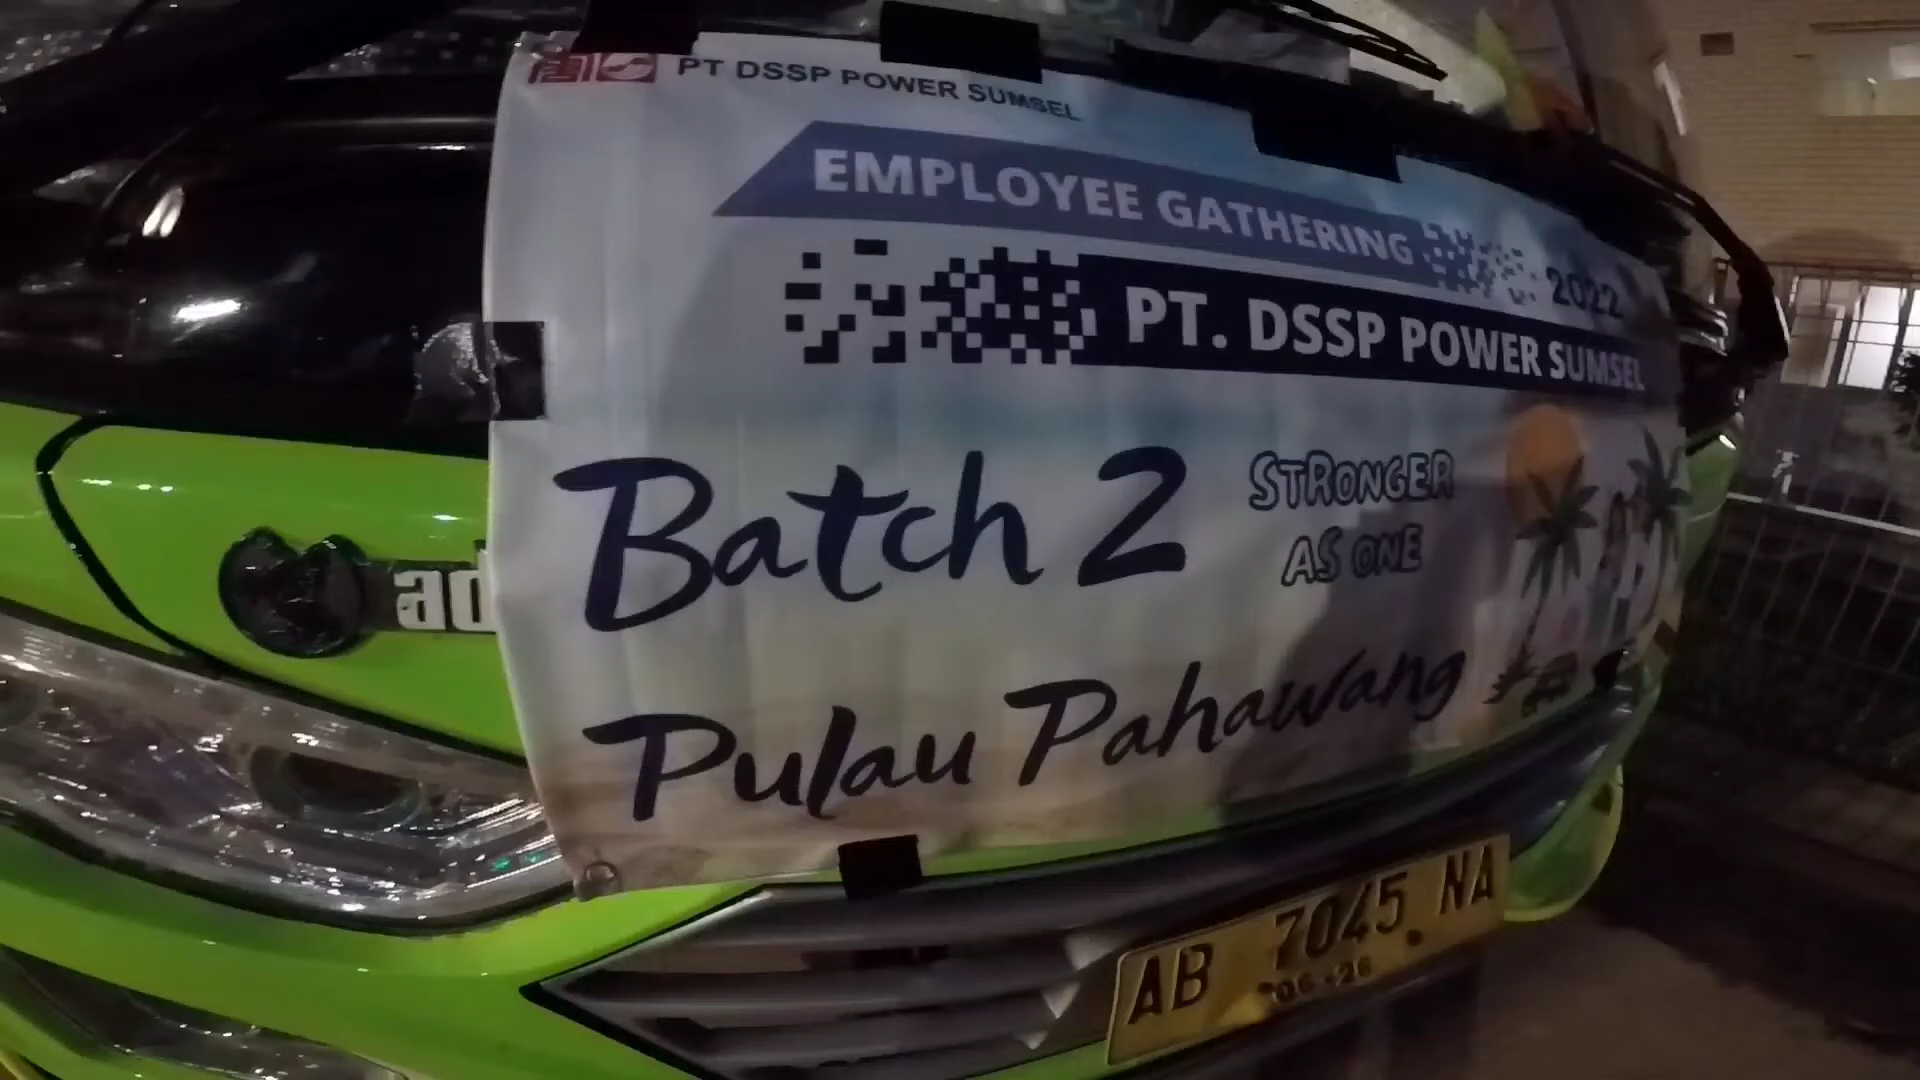 PT DSSP POWER SUMSEL
EMPLOYEE GATHERING 2022
PT. DSSP POWER SUMSEL
Batch 2
STRONGER
AS ONE
Pulau Pahawang
ad
AB 7045 NA
06-26